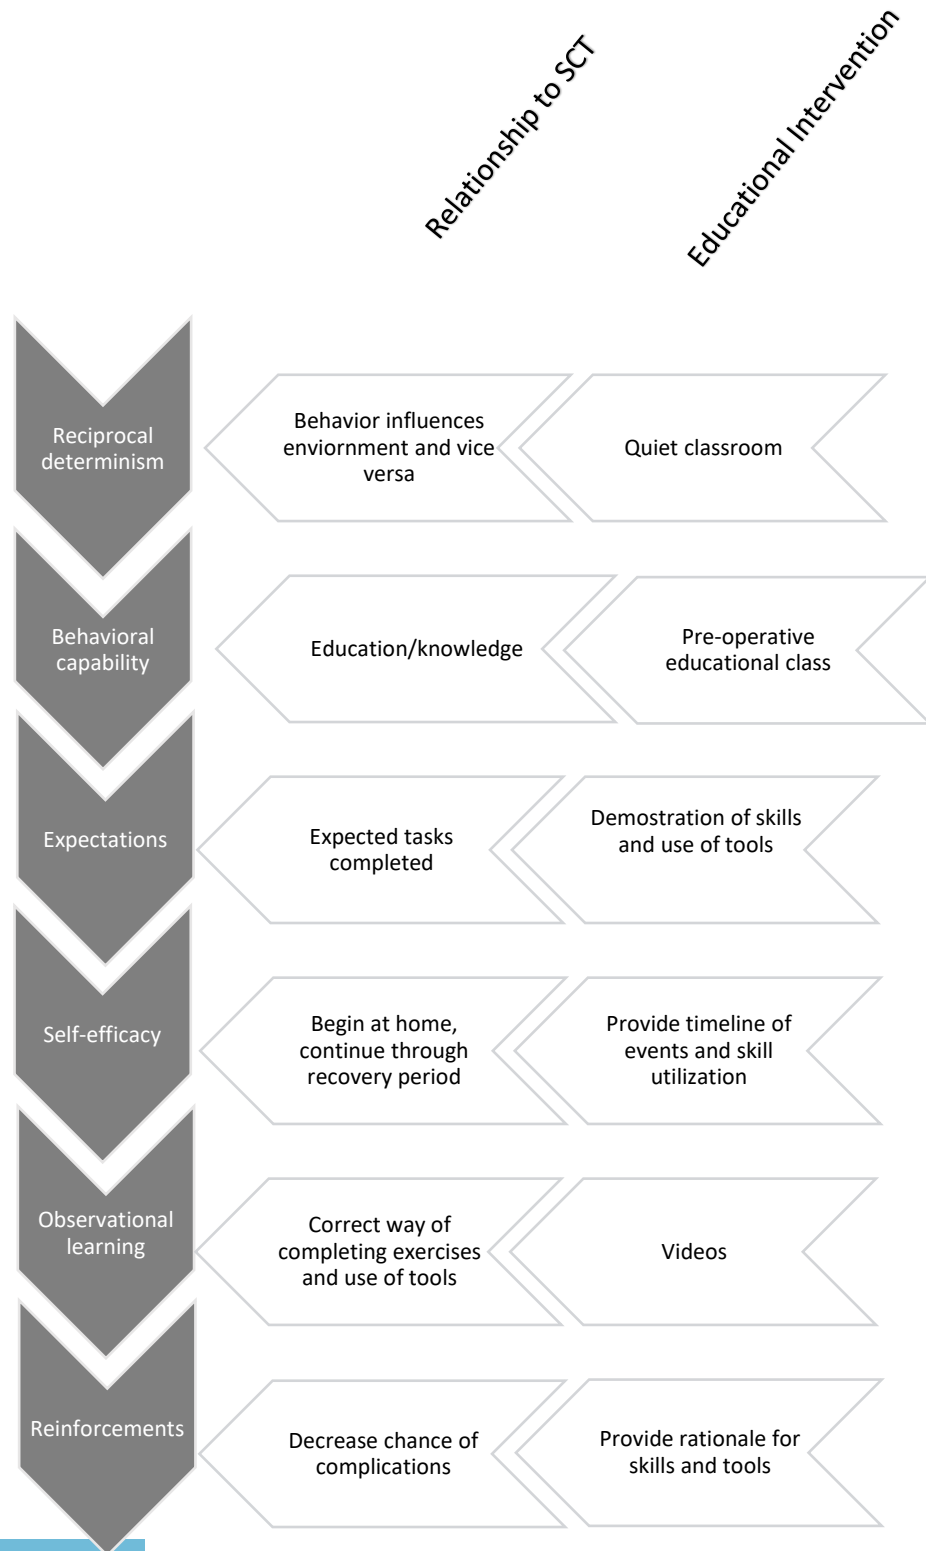 Relationship to SCT
Educational Intervention
Reciprocal
determinism
Behavior influences
enviornment and vice
versa
Quiet classroom
Behavioral
capability
Education/knowledge
Pre-operative
educational class
Expectations
Expected tasks
completed
Demostration of skills
and use of tools
Self-efficacy
Begin at home,
continue through
recovery period
Provide timeline of
events and skill
utilization
Observational
learning
Correct way of
completing exercises
and use of tools
Videos
Reinforcements
Decrease chance of
complications
Provide rationale for
skills and tools